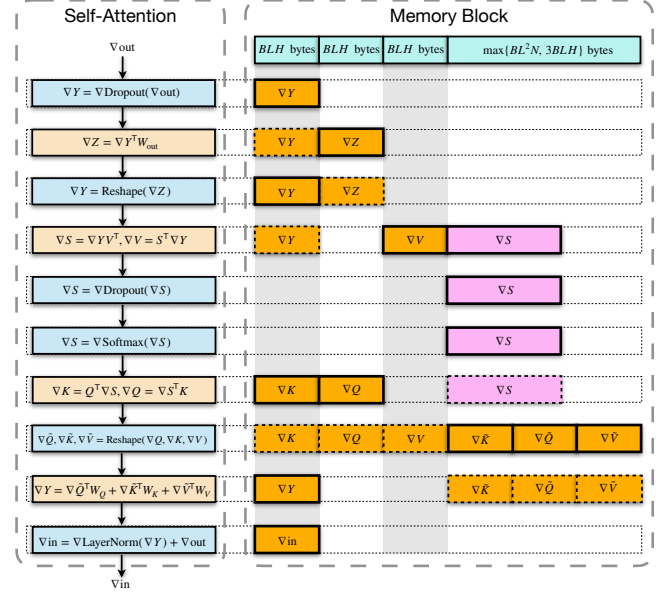 Self-Attention
Memory Block
∇out
BLH bytes
BLH bytes
BLH bytes
max{BL²N, 3BLH} bytes
∇Y = ∇Dropout(∇out)
∇Y
∇Z = ∇YᵀW_out
∇Y
∇Z
∇Y = Reshape(∇Z)
∇Y
∇Z
∇S = ∇YVᵀ, ∇V = Sᵀ∇Y
∇Y
∇V
∇S
∇S = ∇Dropout(∇S)
∇S
∇S = ∇Softmax(∇S)
∇S
∇K = Qᵀ∇S, ∇Q = ∇SᵀK
∇K
∇Q
∇S
∇Q̃, ∇K̃, ∇Ṽ = Reshape(∇Q, ∇K, ∇V)
∇K
∇Q
∇V
∇K̃
∇Q̃
∇Ṽ
∇Y = ∇Q̃ᵀW_Q + ∇K̃ᵀW_K + ∇ṼᵀW_V
∇Y
∇K̃
∇Q̃
∇Ṽ
∇in = ∇LayerNorm(∇Y) + ∇out
∇in
∇in